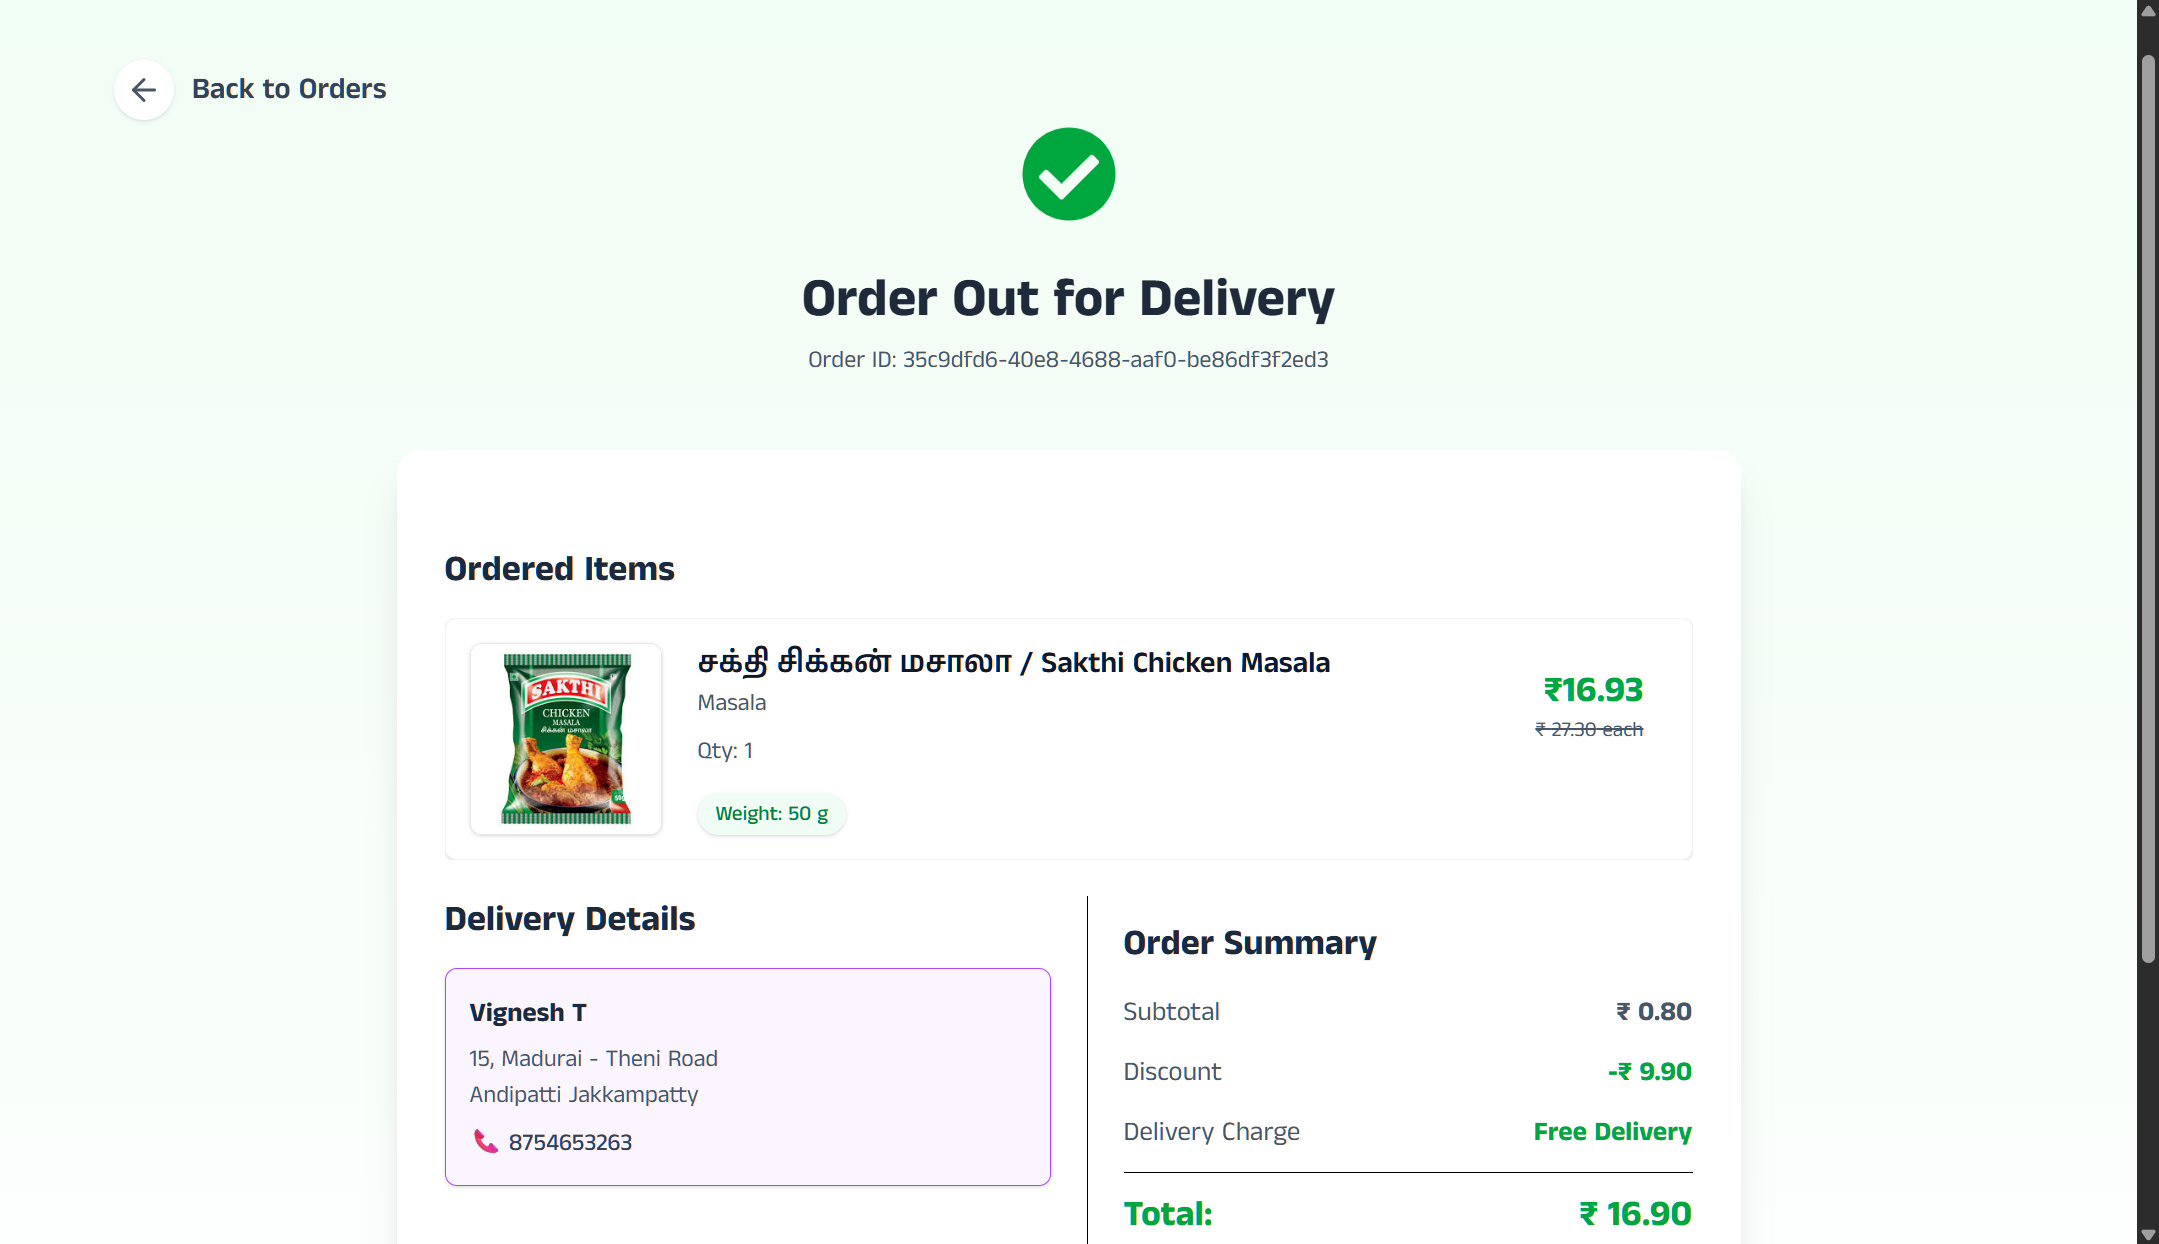 Back to Orders
Order Out for Delivery
Order ID: 35c9dfd6-40e8-4688-aaf0-be86df3f2ed3
Ordered Items
SAKTHI
CHICKEN
MASALA
சிக்கன் மசாலா
சக்தி சிக்கன் மசாலா / Sakthi Chicken Masala
Masala
Qty: 1
Weight: 50 g
₹16.93
₹ 27.30 each
Delivery Details
Vignesh T
15, Madurai - Theni Road
Andipatti Jakkampatty
8754653263
Order Summary
Subtotal ₹ 0.80
Discount -₹ 9.90
Delivery Charge Free Delivery
Total: ₹ 16.90